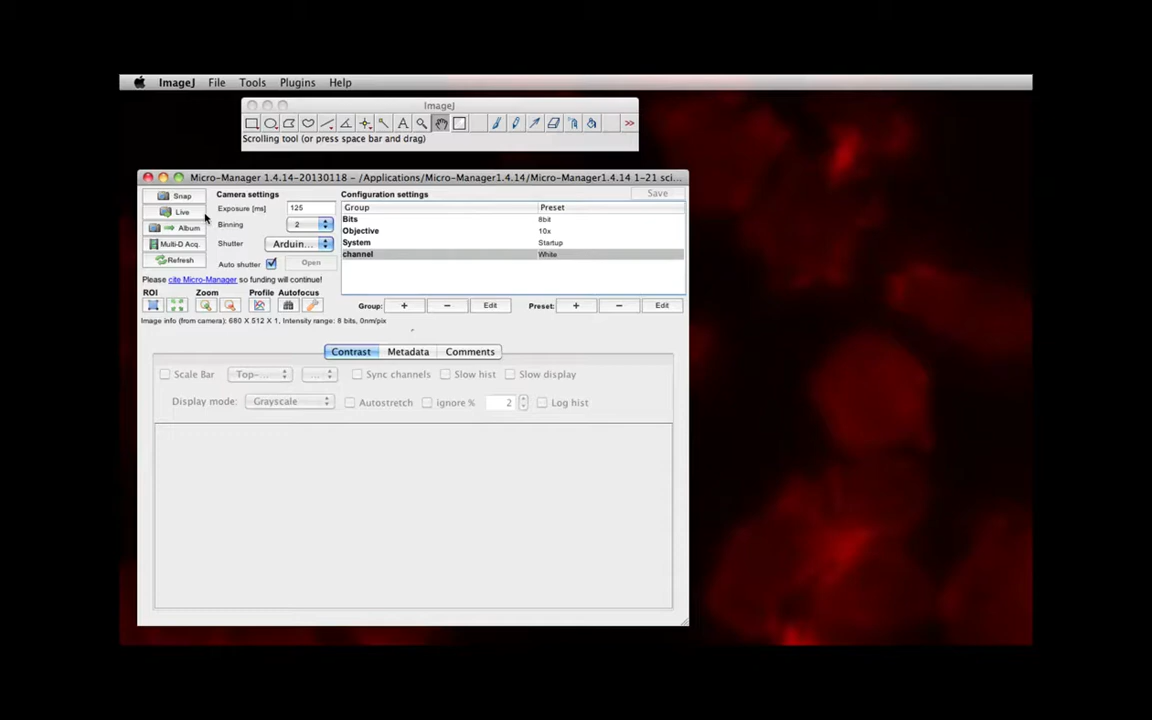 ImageJ File Tools Plugins Help
ImageJ
A
>>
Scrolling tool (or press space bar and drag)
Micro-Manager 1.4.14-20130118 - /Applications/Micro-Manager1.4.14/Micro-Manager1.4.14 1-21 sci...
Snap
Live
Album
Multi-D Acq.
Refresh
Camera settings
Exposure [ms] 125
Binning 2
Shutter Arduin...
Auto shutter Open
Configuration settings
Save
Group Preset
Bits 8bit
Objective 10x
System Startup
channel White
Please cite Micro-Manager so funding will continue!
ROI Zoom Profile Autofocus
Group: + - Edit Preset: + - Edit
Image info (from camera): 680 X 512 X 1, Intensity range: 8 bits, 0nm/pix
Contrast Metadata Comments
Scale Bar Top-... ... Sync channels Slow hist Slow display
Display mode: Grayscale Autostretch ignore % 2 Log hist